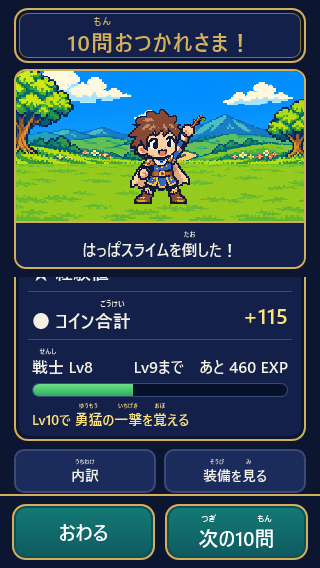 10問おつかれさま！
はっぱスライムを倒した！
コイン合計 +115
戦士 Lv8 Lv9まで あと 460 EXP
Lv10で 勇猛の一撃を覚える
内訳 装備を見る
おわる 次の10問